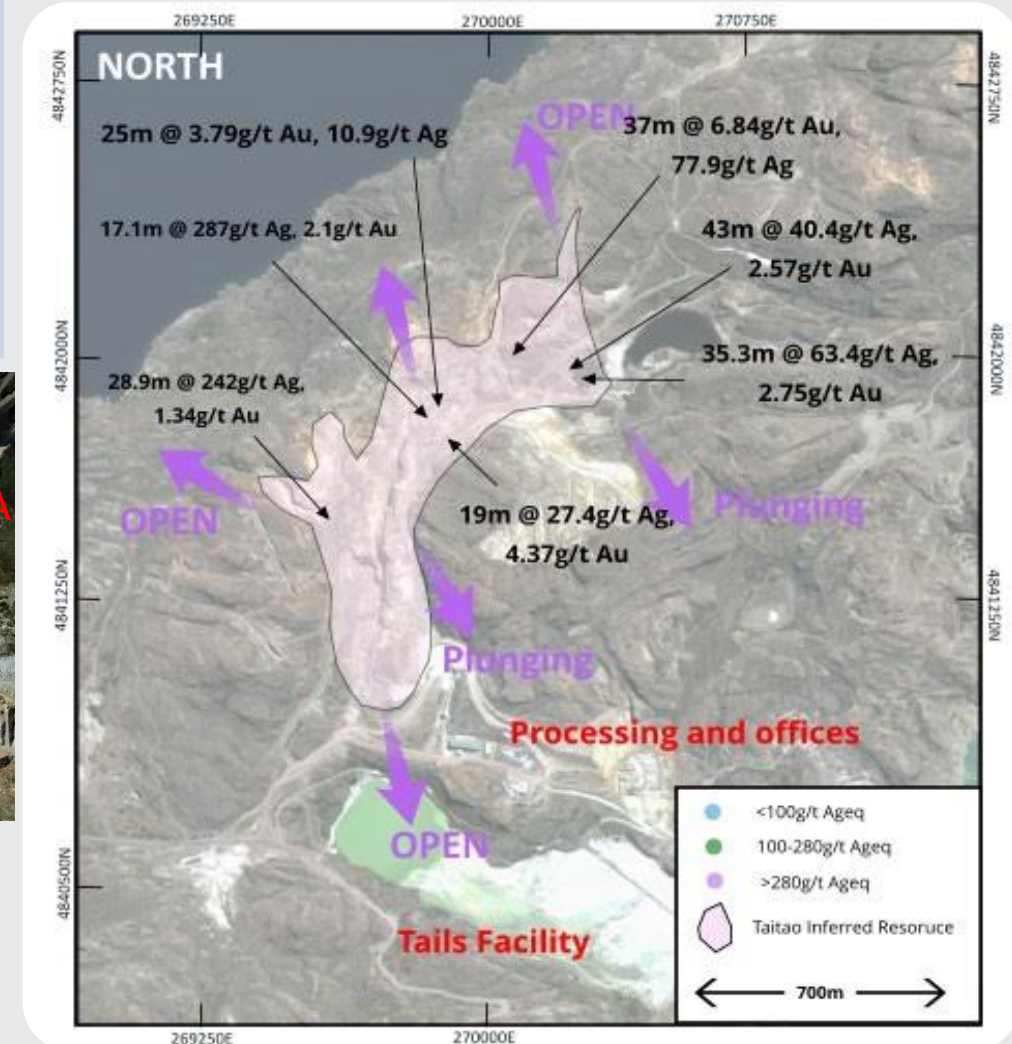 269250E
270000E
270750E
4842750N
4842750N
NORTH
OPEN
25m @ 3.79g/t Au, 10.9g/t Ag
37m @ 6.84g/t Au,
77.9g/t Ag
17.1m @ 287g/t Ag, 2.1g/t Au
43m @ 40.4g/t Ag,
2.57g/t Au
4842000N
4842000N
35.3m @ 63.4g/t Ag,
2.75g/t Au
28.9m @ 242g/t Ag,
1.34g/t Au
A
OPEN
Plunging
19m @ 27.4g/t Ag,
4.37g/t Au
4841250N
4841250N
Plunging
Processing and offices
OPEN
4840500N
Tails Facility
<100g/t Ageq
100-280g/t Ageq
>280g/t Ageq
Taitao Inferred Resoruce
700m
269250E
270000E